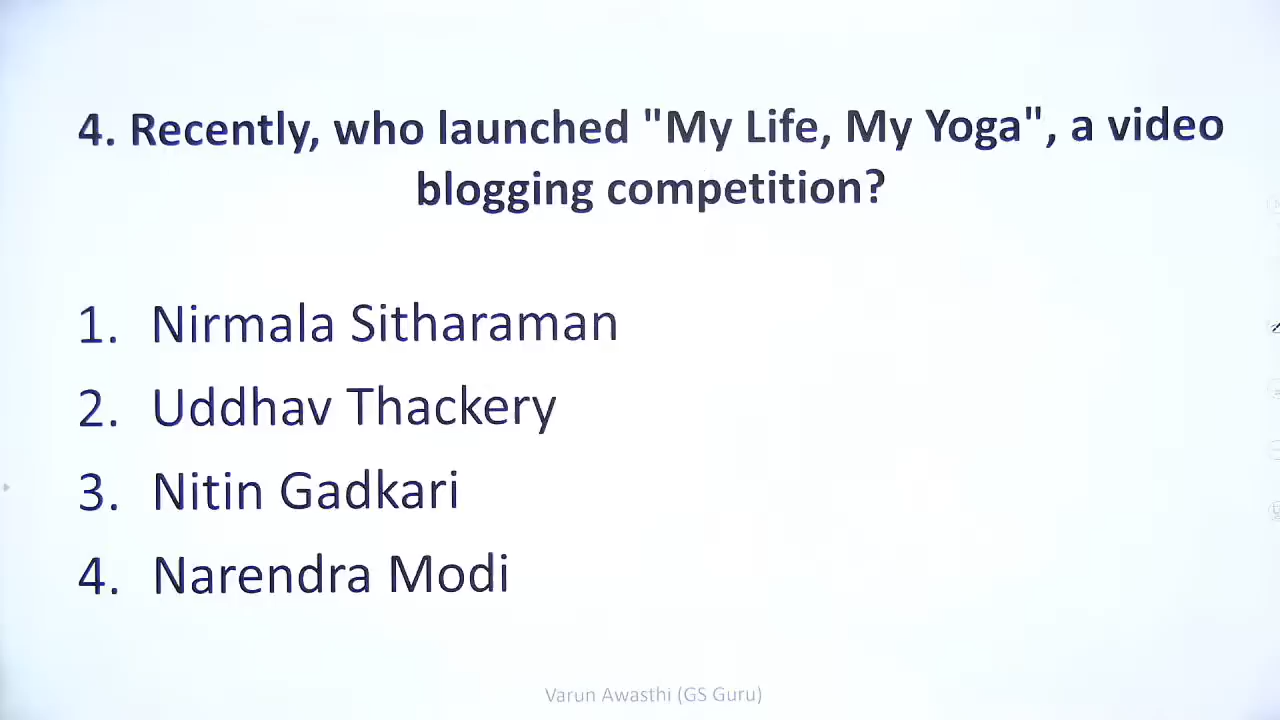 4. Recently, who launched "My Life, My Yoga", a video
blogging competition?
1. Nirmala Sitharaman
2. Uddhav Thackery
3. Nitin Gadkari
4. Narendra Modi
Varun Awasthi (GS Guru)